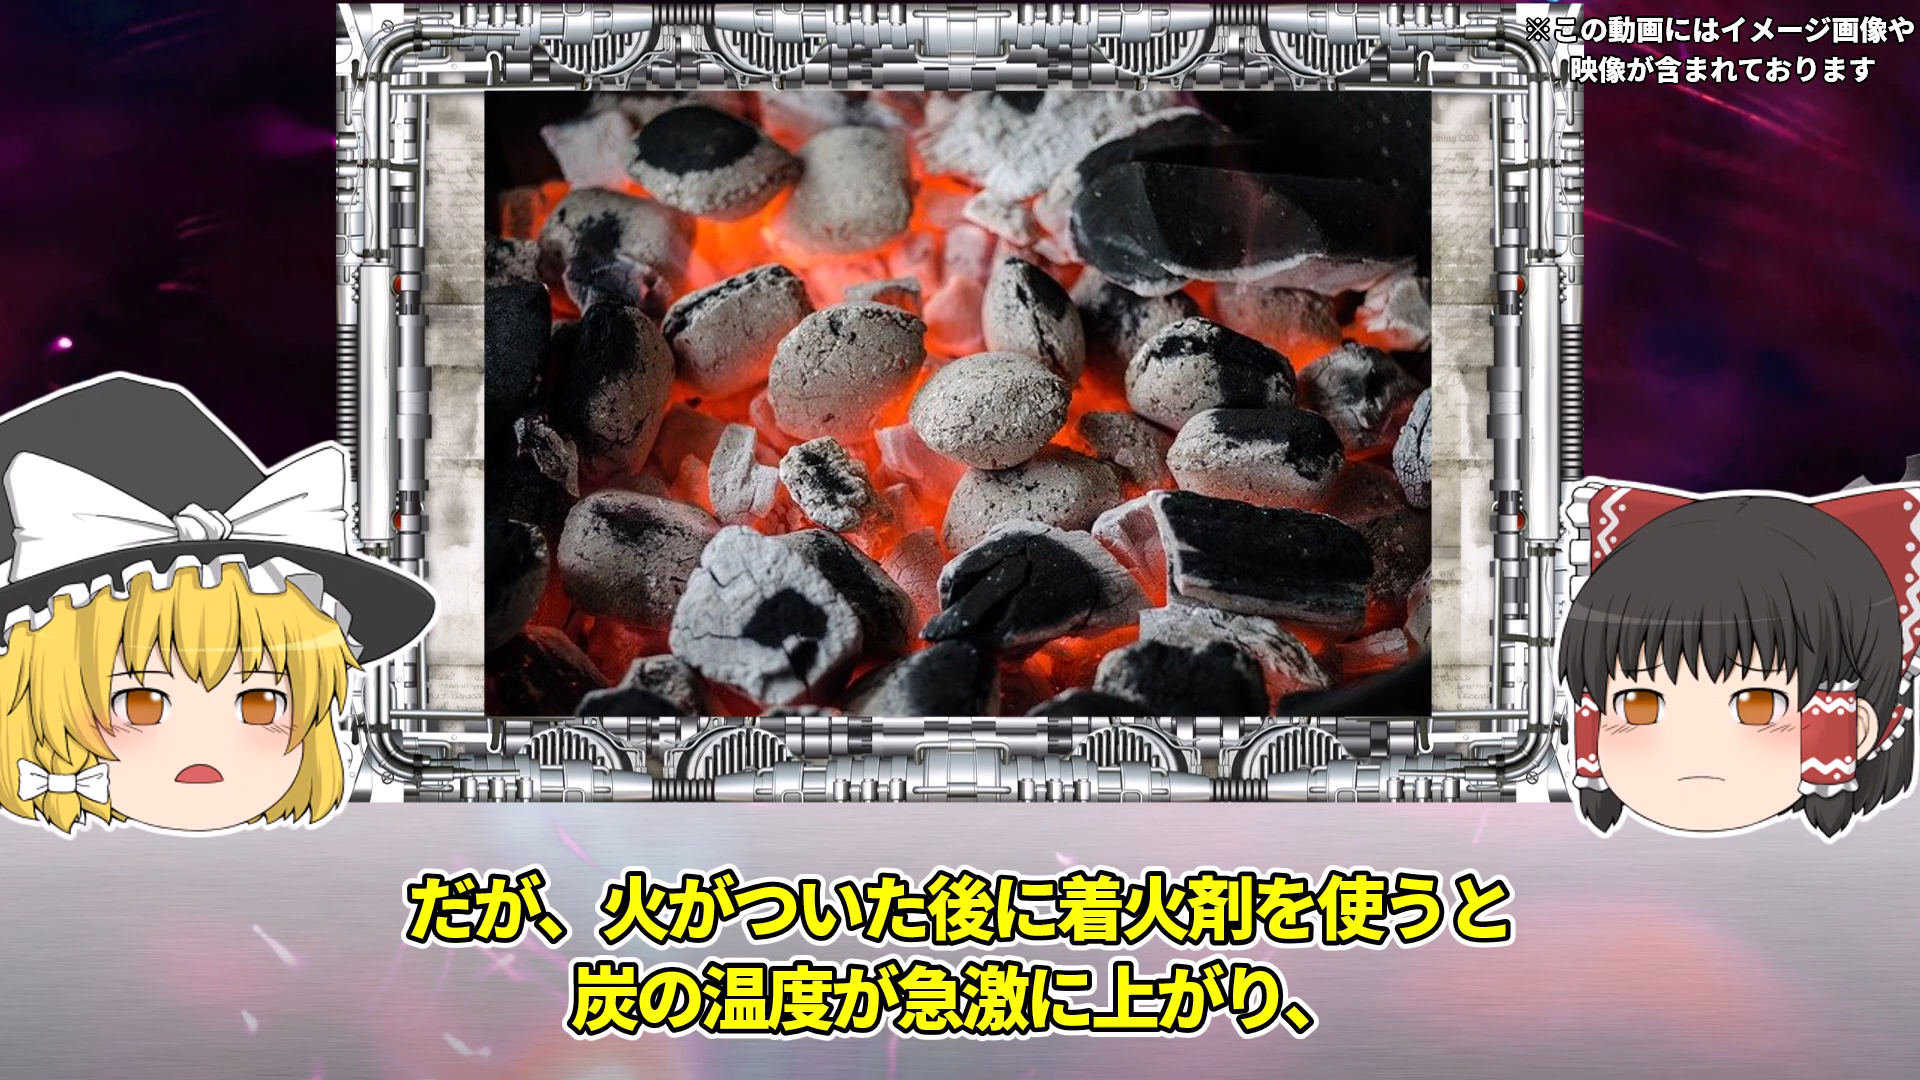 ※この動画にはイメージ画像や
映像が含まれております
だが、火がついた後に着火剤を使うと
炭の温度が急激に上がり、